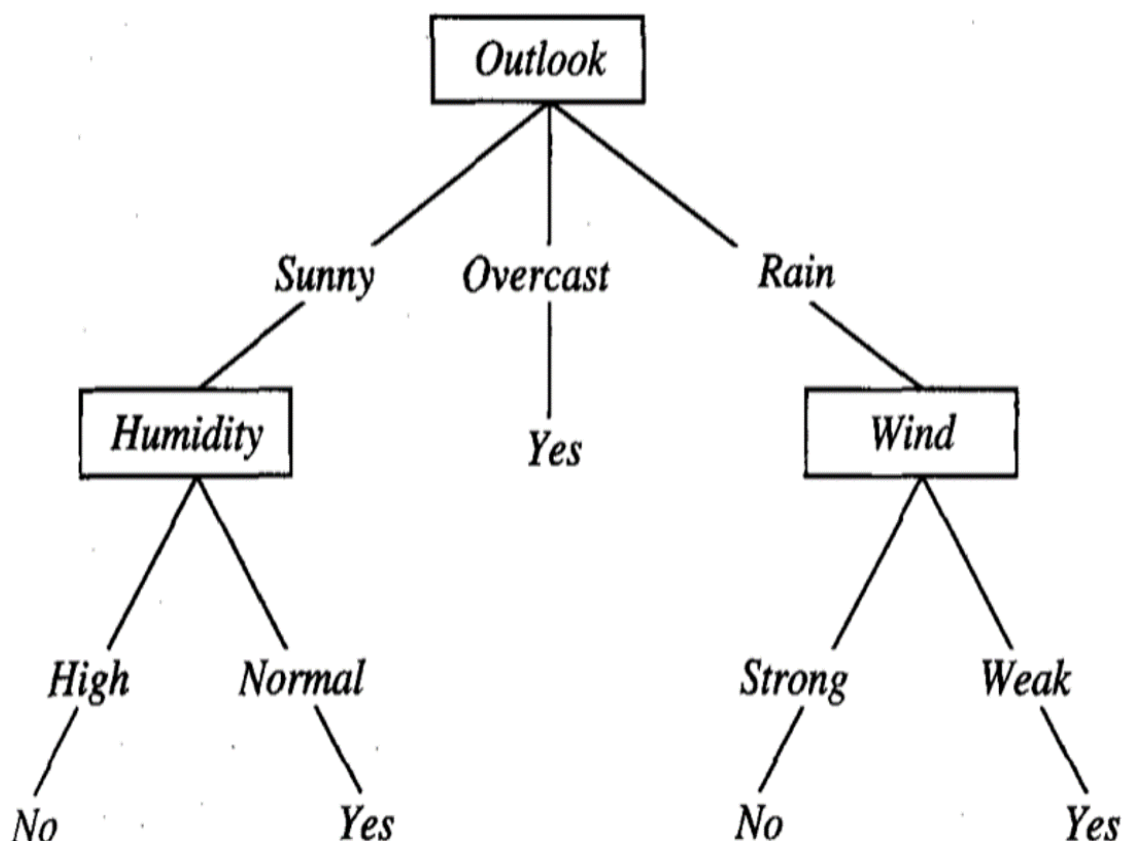 Outlook
Sunny Overcast Rain
Humidity Yes Wind
High Normal Strong Weak
No Yes No Yes